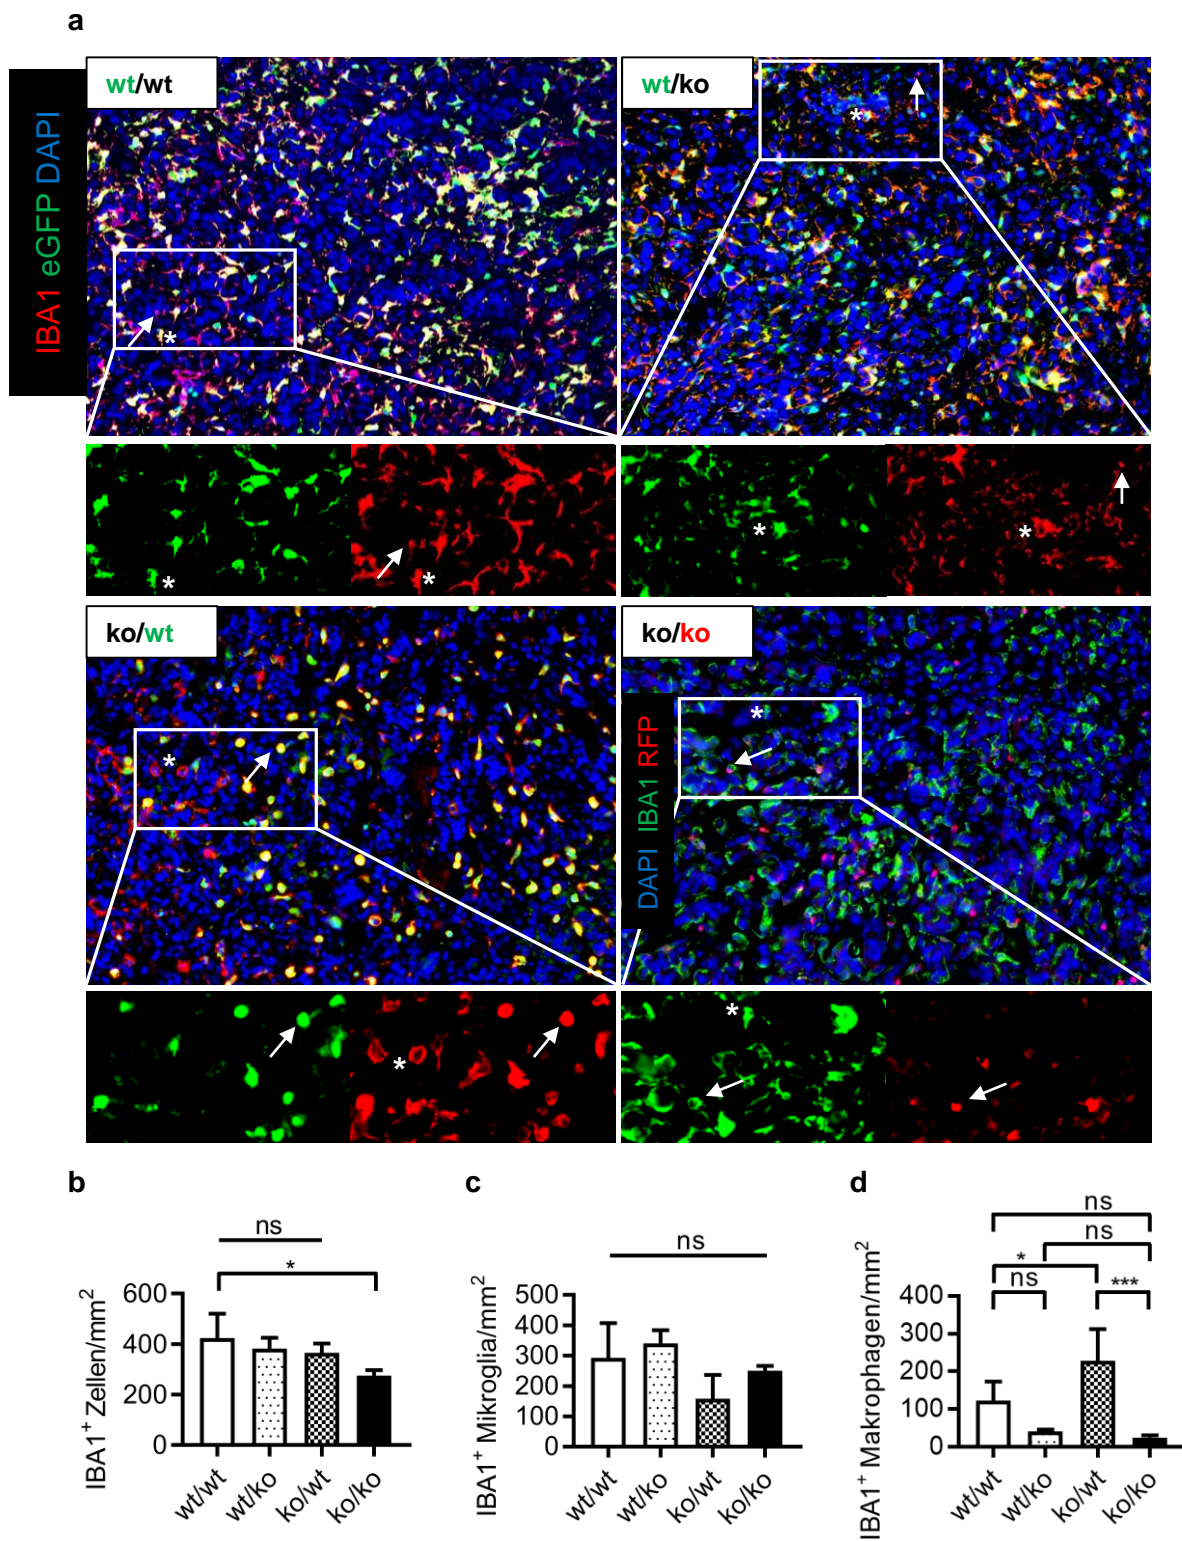 a
IBA1 eGFP DAPI
wt/wt
*
wt/ko
*
*
*
*
*
ko/wt
*
ko/ko
*
DAPI IBA1 RFP
*
*
b
ns
*
IBA1⁺ Zellen/mm²
600
400
200
0
wt/wt
wt/ko
ko/wt
ko/ko
c
ns
IBA1⁺ Mikroglia/mm²
500
400
300
200
100
0
wt/wt
wt/ko
ko/wt
ko/ko
d
ns
ns
*
ns
***
IBA1⁺ Makrophagen/mm²
400
300
200
100
0
wt/wt
wt/ko
ko/wt
ko/ko